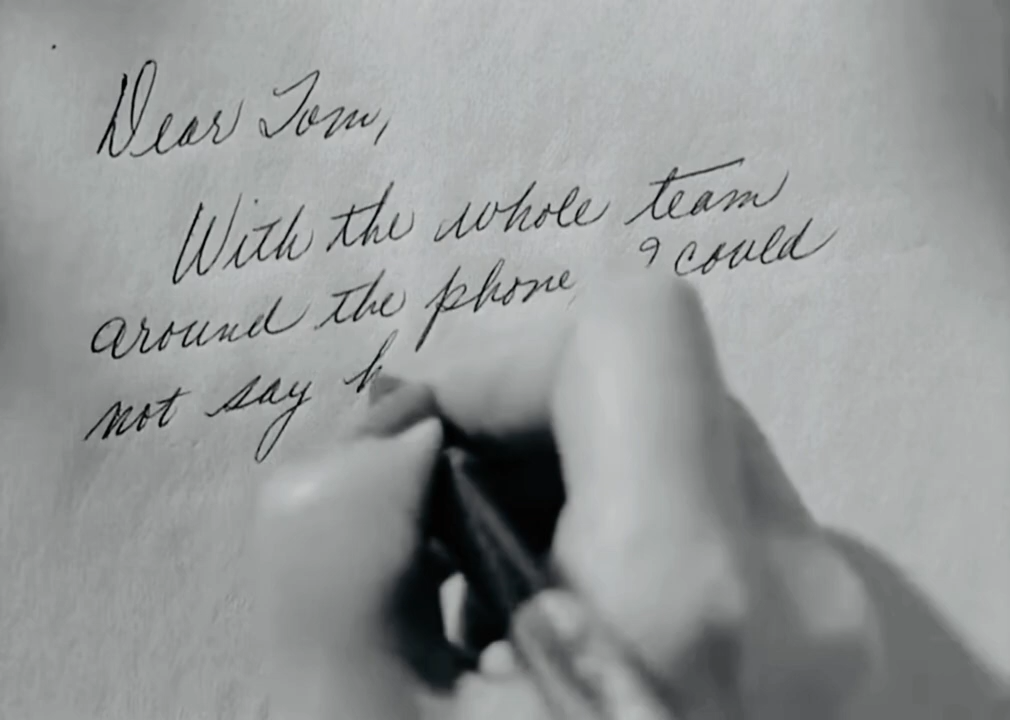 Dear Tom,
With the whole team
around the phone, I could
not say h